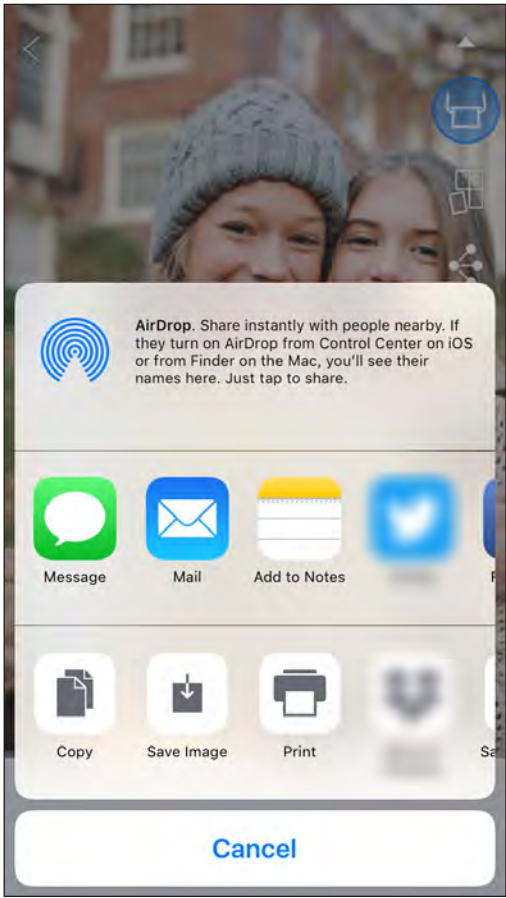 AirDrop. Share instantly with people nearby. If
they turn on AirDrop from Control Center on iOS
or from Finder on the Mac, you'll see their
names here. Just tap to share.
Message
Mail
Add to Notes
Copy
Save Image
Print
Cancel